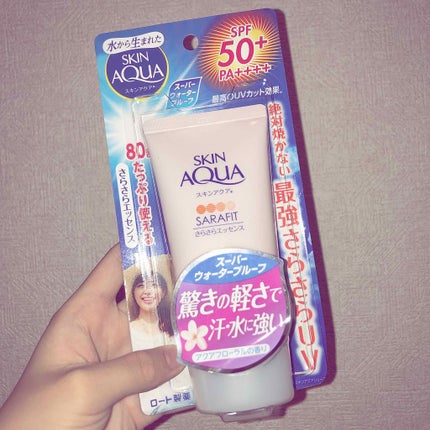 水から生まれた
SKIN
AQUA
スキンアクア®
スーパー
ウォーター
プルーフ
SPF
50+
PA++++
最高のUVカット効果。
絶対焼かない
最強さらさらUV
80
たっぷり使える
さらさらエッセンス
SKIN
AQUA
スキンアクア®
SARAFIT
さらさらエッセンス
スーパー
ウォータープルーフ
驚きの軽さで
汗・水に強い
アクアフローラルの香り
ロート製薬